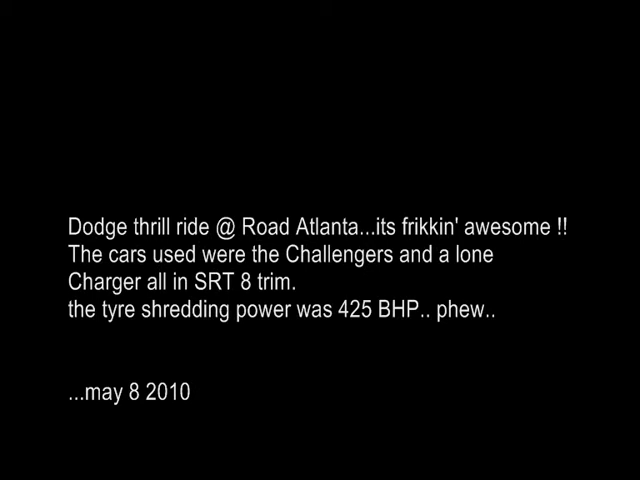 Dodge thrill ride @ Road Atlanta...its frikkin' awesome !!
The cars used were the Challengers and a lone
Charger all in SRT 8 trim.
the tyre shredding power was 425 BHP.. phew..
...may 8 2010